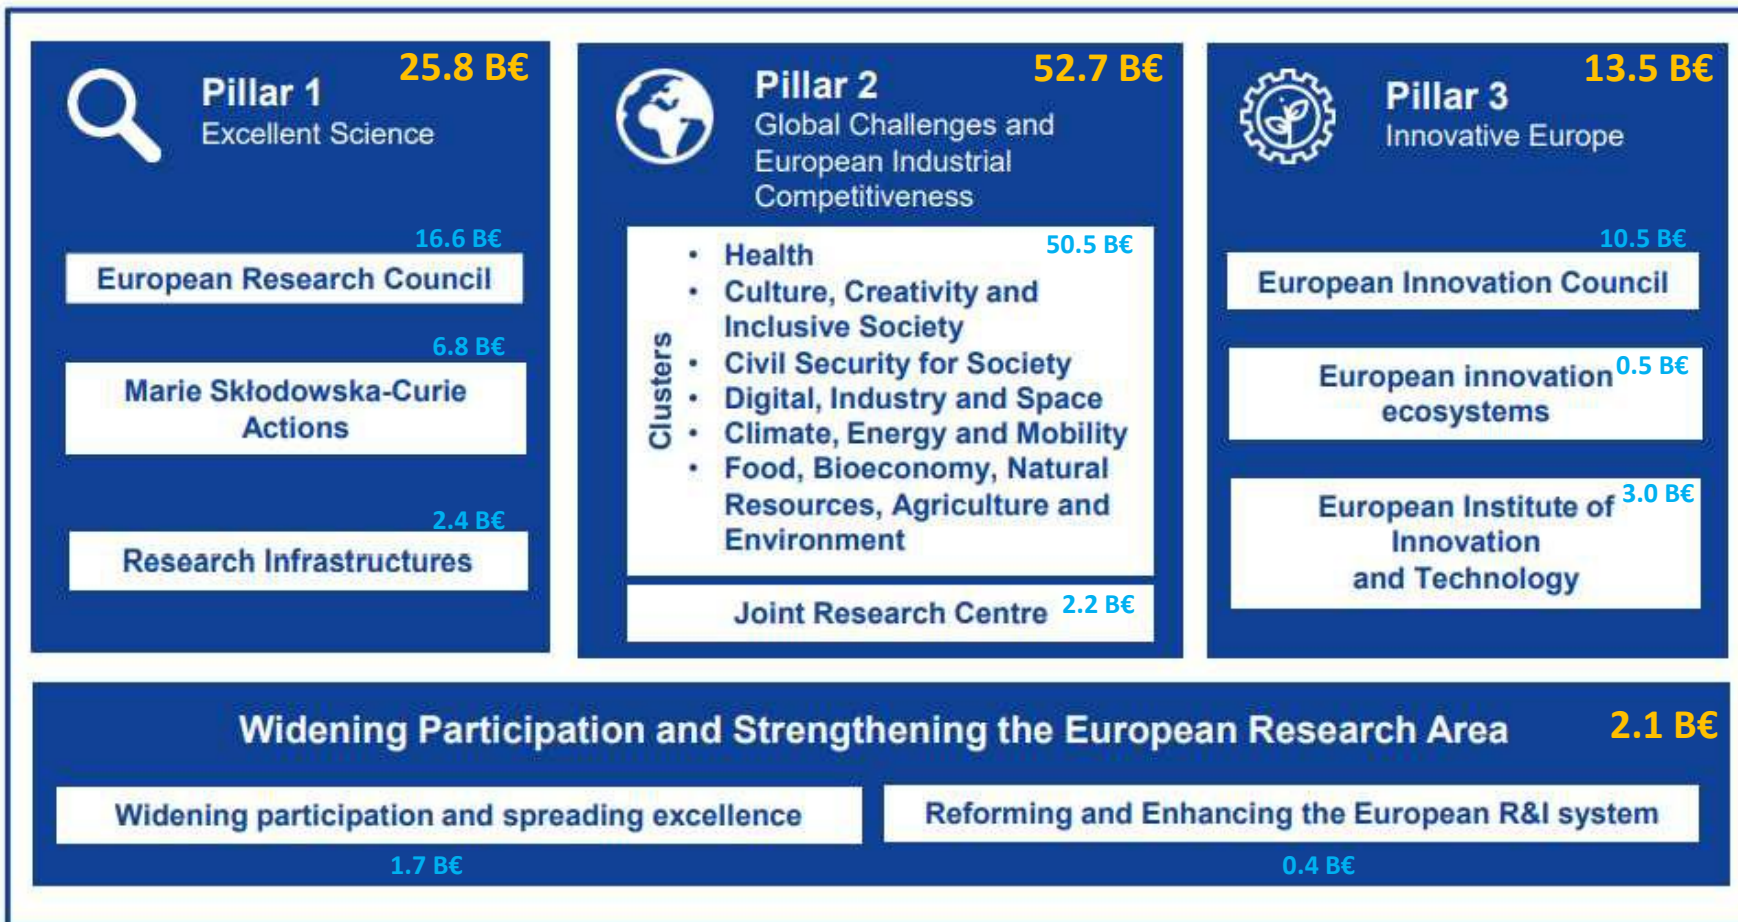 25.8 B€
Pillar 1
Excellent Science
16.6 B€
European Research Council
6.8 B€
Marie Skłodowska-Curie
Actions
2.4 B€
Research Infrastructures
52.7 B€
Pillar 2
Global Challenges and
European Industrial
Competitiveness
50.5 B€
Clusters
• Health
• Culture, Creativity and
Inclusive Society
• Civil Security for Society
• Digital, Industry and Space
• Climate, Energy and Mobility
• Food, Bioeconomy, Natural
Resources, Agriculture and
Environment
Joint Research Centre 2.2 B€
13.5 B€
Pillar 3
Innovative Europe
10.5 B€
European Innovation Council
European innovation 0.5 B€
ecosystems
European Institute of 3.0 B€
Innovation
and Technology
Widening Participation and Strengthening the European Research Area 2.1 B€
Widening participation and spreading excellence
1.7 B€
Reforming and Enhancing the European R&I system
0.4 B€